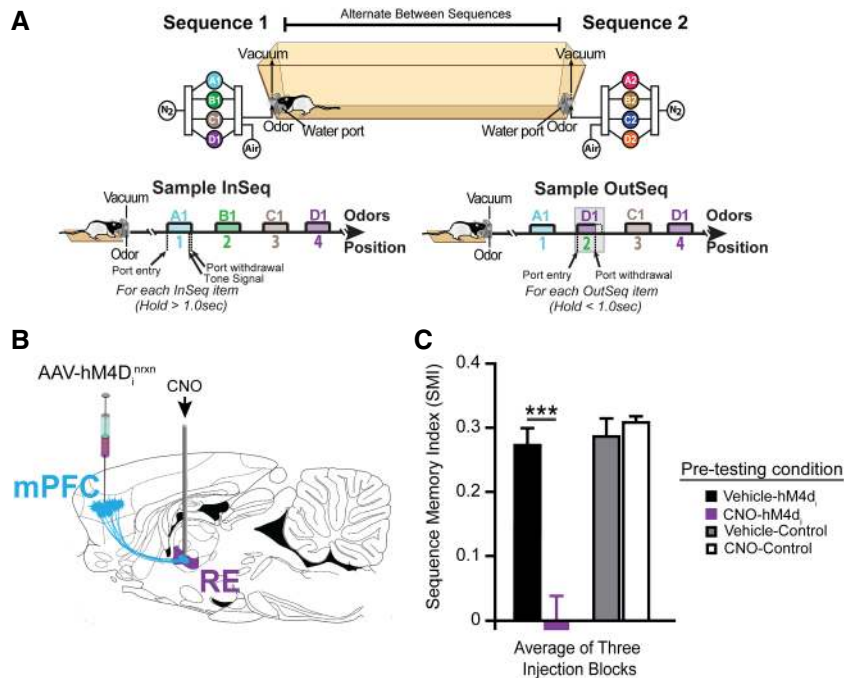 A
Sequence 1
Alternate Between Sequences
Sequence 2
Vacuum
Vacuum
A1
B1
C1
D1
N2
Air
Odor
Water port
Water port
Odor
A2
B2
C2
D2
N2
Air
Sample InSeq
Vacuum
A1 B1 C1 D1 Odors
1 2 3 4 Position
Odor
Port entry
Port withdrawal
Tone Signal
For each InSeq item
(Hold > 1.0sec)
Sample OutSeq
Vacuum
A1 D1 C1 D1 Odors
1 2 3 4 Position
Odor
Port entry
Port withdrawal
For each OutSeq item
(Hold < 1.0sec)
B
AAV-hM4Di nrxn
CNO
mPFC
RE
C
Sequence Memory Index (SMI)
0.4
0.3
0.2
0.1
0
***
Average of Three
Injection Blocks
Pre-testing condition
Vehicle-hM4di
CNO-hM4di
Vehicle-Control
CNO-Control